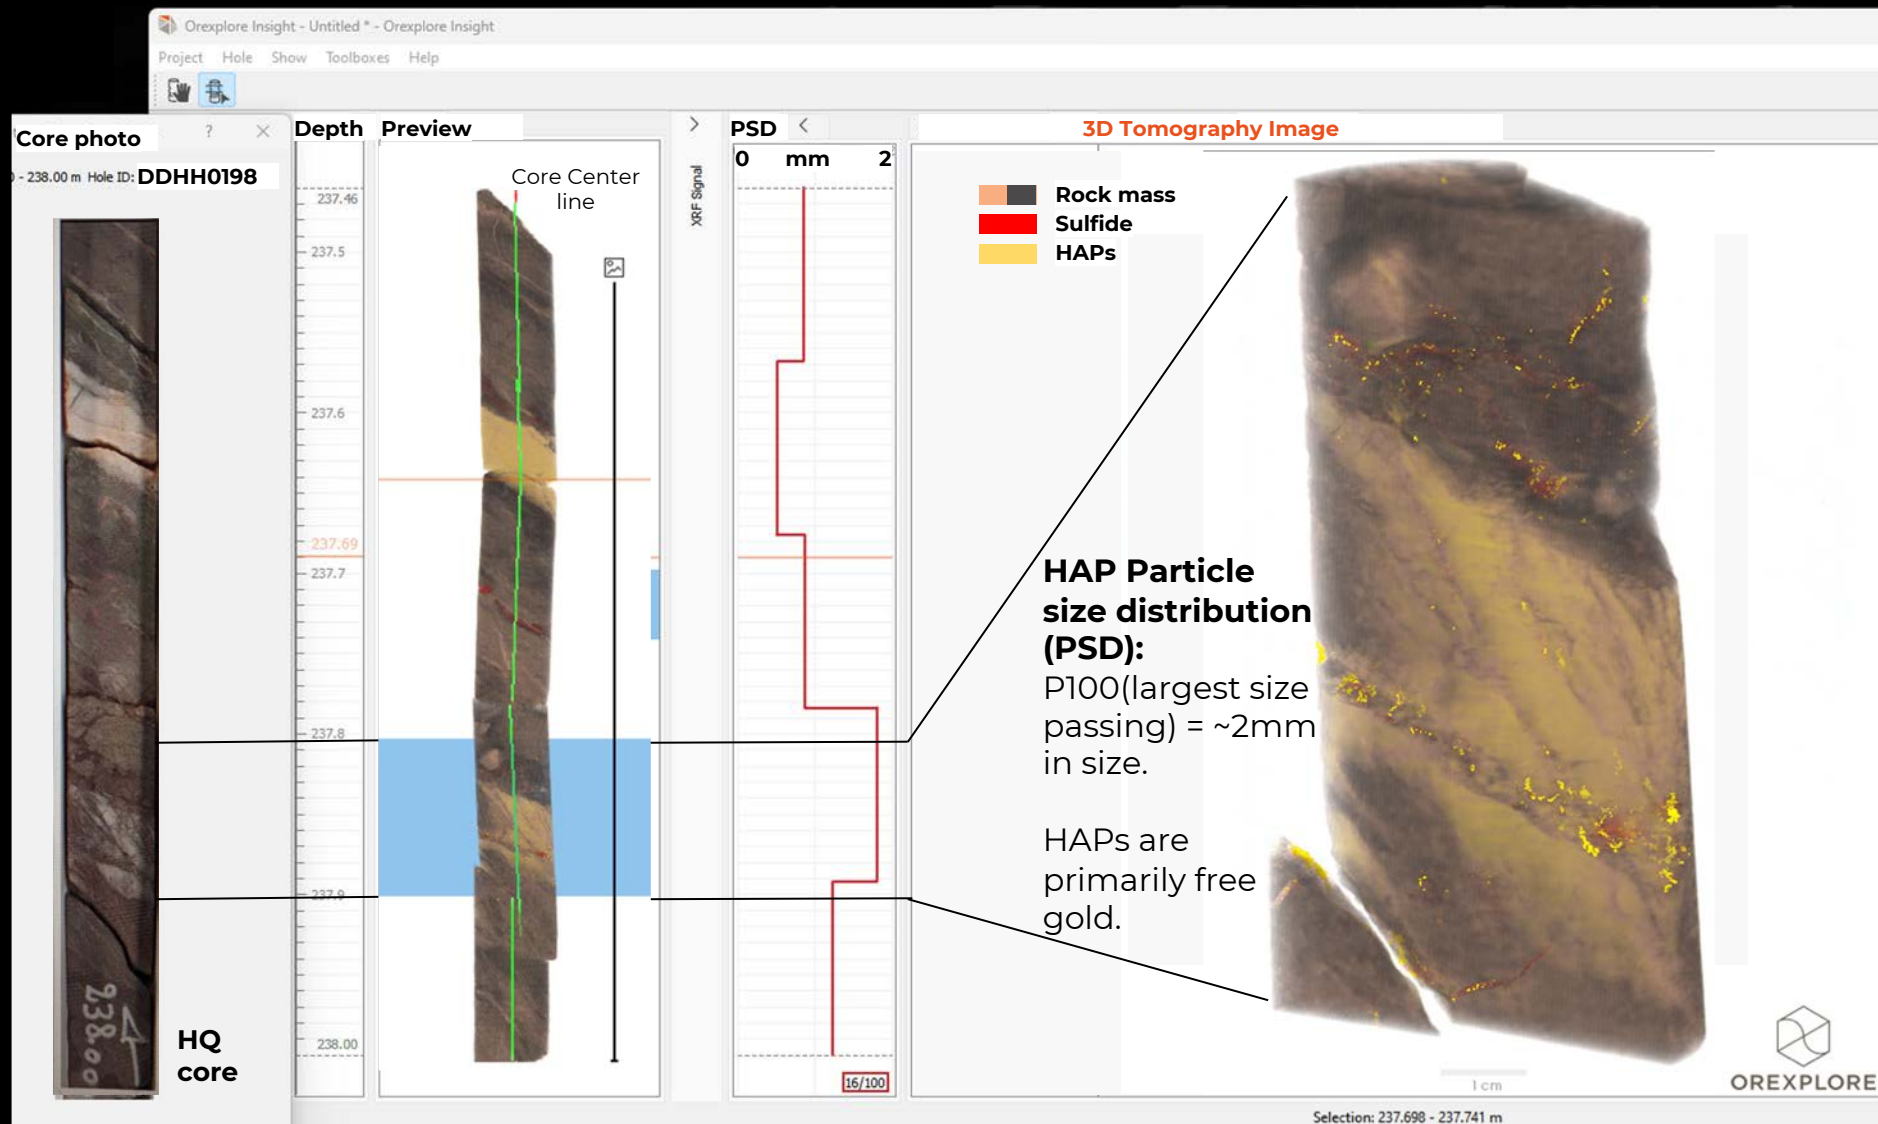 Orexplore Insight - Untitled * - Orexplore Insight
Project Hole Show Toolboxes Help
Core photo
? ×
- 238.00 m Hole ID: DDHH0198
238.00
HQ
core
Depth
237.46
237.5
237.6
237.69
237.7
237.8
237.9
238.00
Preview
Core Center
line
XRF Signal
PSD
0 mm 2
16/100
3D Tomography Image
Rock mass
Sulfide
HAPs
HAP Particle
size distribution
(PSD):
P100(largest size
passing) = ~2mm
in size.
HAPs are
primarily free
gold.
1 cm
OREXPLORE
Selection: 237.698 - 237.741 m